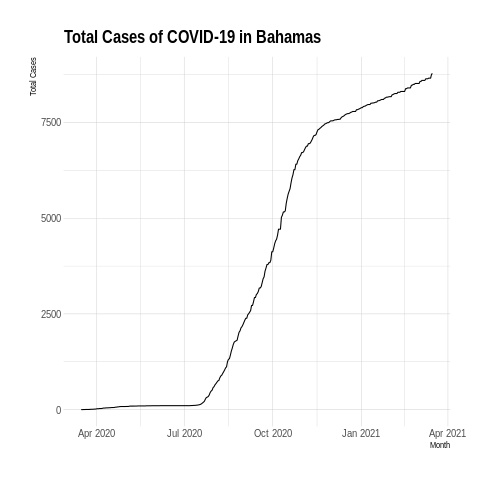 Total Cases of COVID-19 in Bahamas
Total Cases
7500
5000
2500
0
Apr 2020 Jul 2020 Oct 2020 Jan 2021 Apr 2021
Month